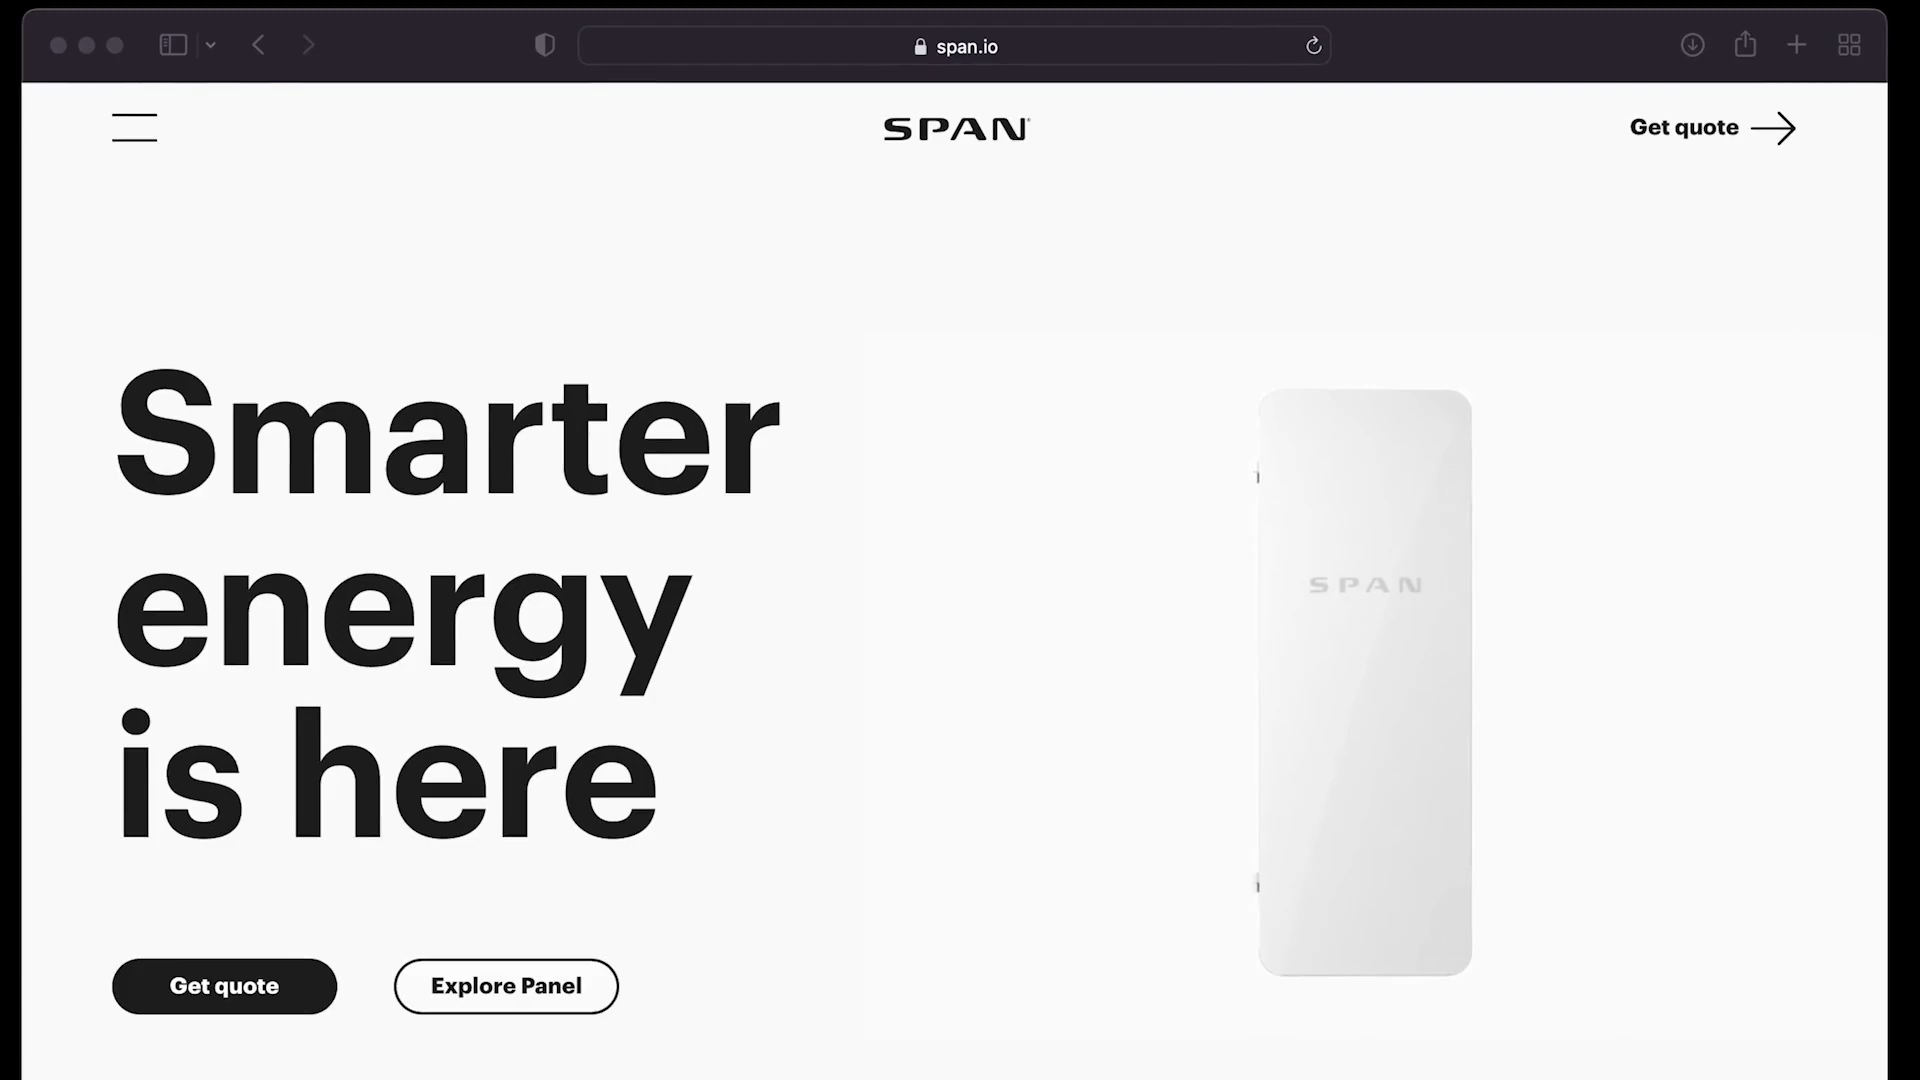 span.io
SPAN
Get quote
Smarter
energy
is here
SPAN
Get quote
Explore Panel